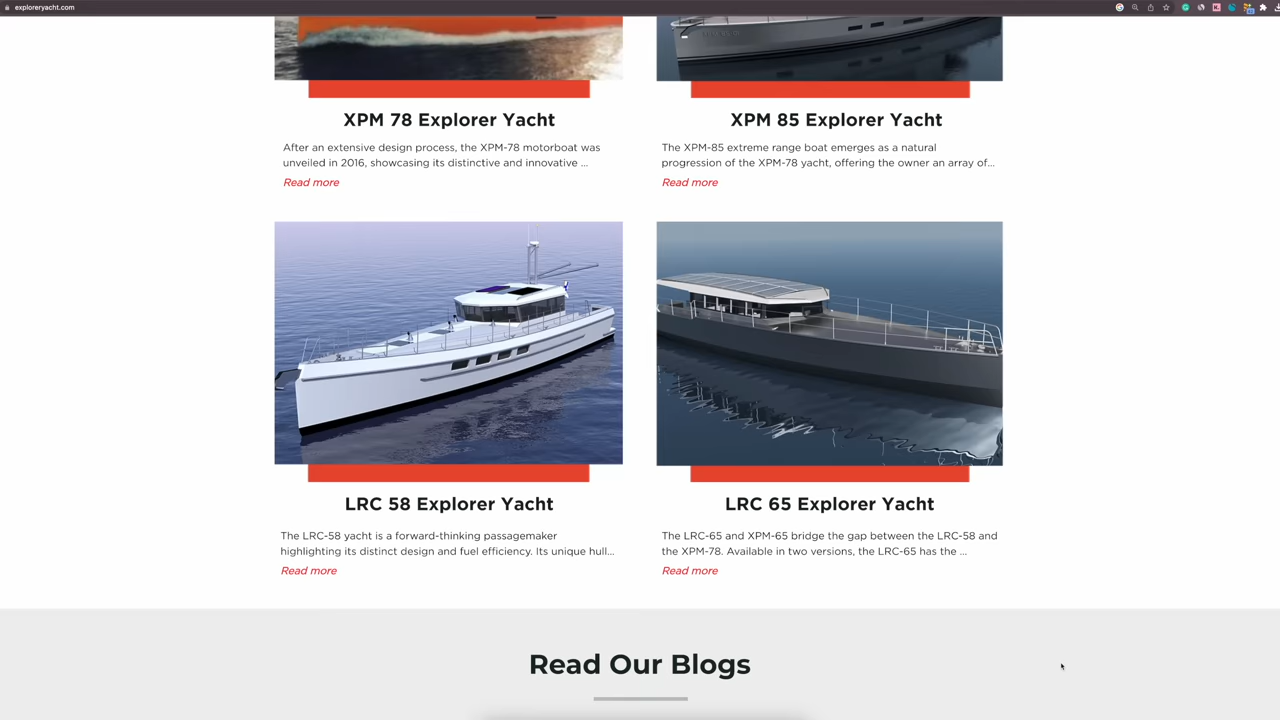 exploreryacht.com
XPM 78 Explorer Yacht
After an extensive design process, the XPM-78 motorboat was
unveiled in 2016, showcasing its distinctive and innovative ...
Read more
XPM 85 Explorer Yacht
The XPM-85 extreme range boat emerges as a natural
progression of the XPM-78 yacht, offering the owner an array of...
Read more
LRC 58 Explorer Yacht
The LRC-58 yacht is a forward-thinking passagemaker
highlighting its distinct design and fuel efficiency. Its unique hull...
Read more
LRC 65 Explorer Yacht
The LRC-65 and XPM-65 bridge the gap between the LRC-58 and
the XPM-78. Available in two versions, the LRC-65 has the ...
Read more
Read Our Blogs